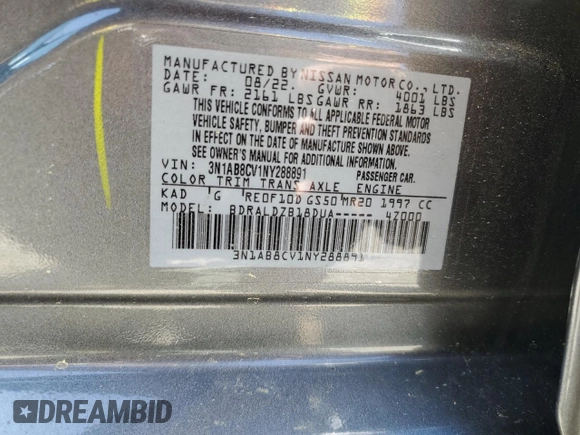 MANUFACTURED BY NISSAN MOTOR CO., LTD.
DATE: 08/22 GVWR: 4001 LBS
GAWR FR: 2161 LBS GAWR RR: 1863 LBS
THIS VEHICLE CONFORMS TO ALL APPLICABLE FEDERAL MOTOR
VEHICLE SAFETY, BUMPER AND THEFT PREVENTION STANDARDS
IN EFFECT ON THE DATE OF MANUFACTURE SHOWN ABOVE.
SEE OWNER'S MANUAL FOR ADDITIONAL INFORMATION.
VIN: 3N1AB8CV1NY288891 PASSENGER CAR
COLOR TRIM TRANS AXLE ENGINE
KAD G RE0F10D GS50 MR20 1997 CC
MODEL: BDRALDZB18DUA----- 47000
3N1AB8CV1NY288891
DREAMBID